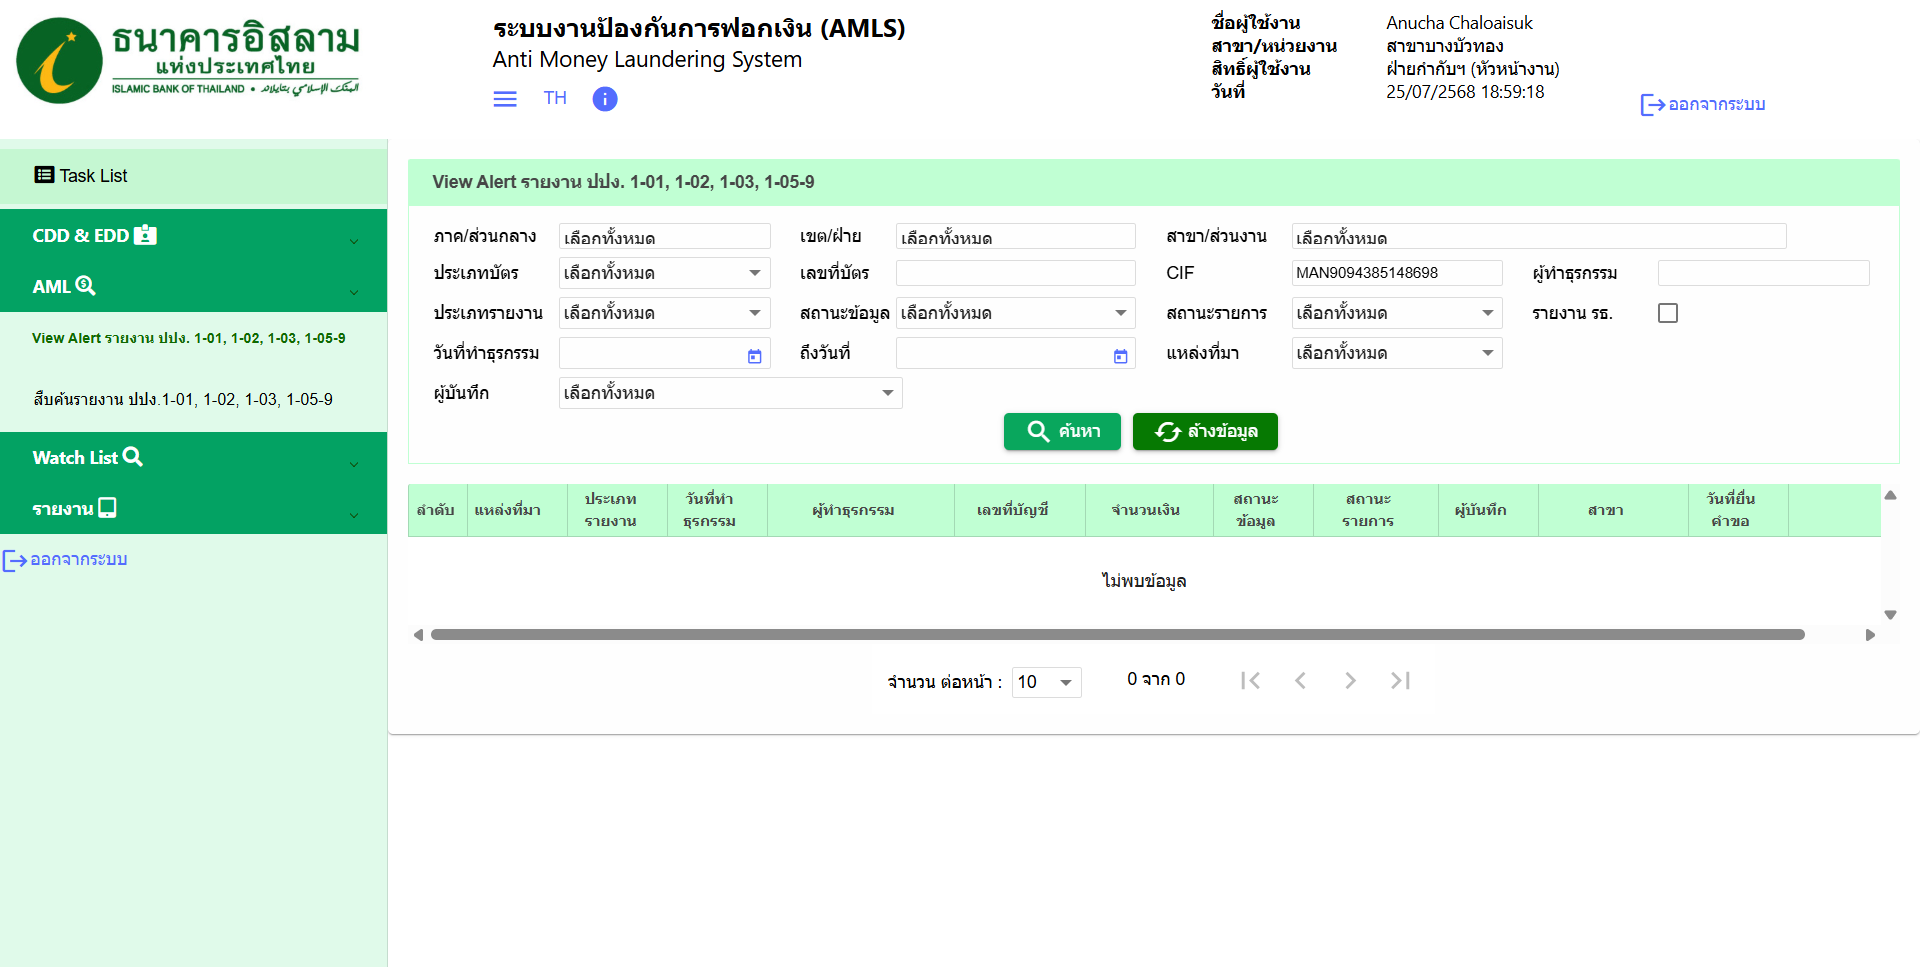 ธนาคารอิสลาม
แห่งประเทศไทย
ISLAMIC BANK OF THAILAND •
ระบบงานป้องกันการฟอกเงิน (AMLS)
Anti Money Laundering System
TH
ชื่อผู้ใช้งาน Anucha Chaloaisuk
สาขา/หน่วยงาน สาขาบางบัวทอง
สิทธิ์ผู้ใช้งาน ฝ่ายกำกับฯ (หัวหน้างาน)
วันที่ 25/07/2568 18:59:18
ออกจากระบบ
Task List
CDD & EDD
AML
View Alert รายงาน ปปง. 1-01, 1-02, 1-03, 1-05-9
สืบค้นรายงาน ปปง.1-01, 1-02, 1-03, 1-05-9
Watch List
รายงาน
ออกจากระบบ
View Alert รายงาน ปปง. 1-01, 1-02, 1-03, 1-05-9
ภาค/ส่วนกลาง เลือกทั้งหมด เขต/ฝ่าย เลือกทั้งหมด สาขา/ส่วนงาน เลือกทั้งหมด
ประเภทบัตร เลือกทั้งหมด เลขที่บัตร CIF MAN9094385148698 ผู้ทำธุรกรรม
ประเภทรายงาน เลือกทั้งหมด สถานะข้อมูล เลือกทั้งหมด สถานะรายการ เลือกทั้งหมด รายงาน รธ.
วันที่ทำธุรกรรม ถึงวันที่ แหล่งที่มา เลือกทั้งหมด
ผู้บันทึก เลือกทั้งหมด
ค้นหา ล้างข้อมูล
ลำดับ แหล่งที่มา ประเภทรายงาน วันที่ทำธุรกรรม ผู้ทำธุรกรรม เลขที่บัญชี จำนวนเงิน สถานะข้อมูล สถานะรายการ ผู้บันทึก สาขา วันที่ยื่นคำขอ
ไม่พบข้อมูล
จำนวน ต่อหน้า : 10 0 จาก 0